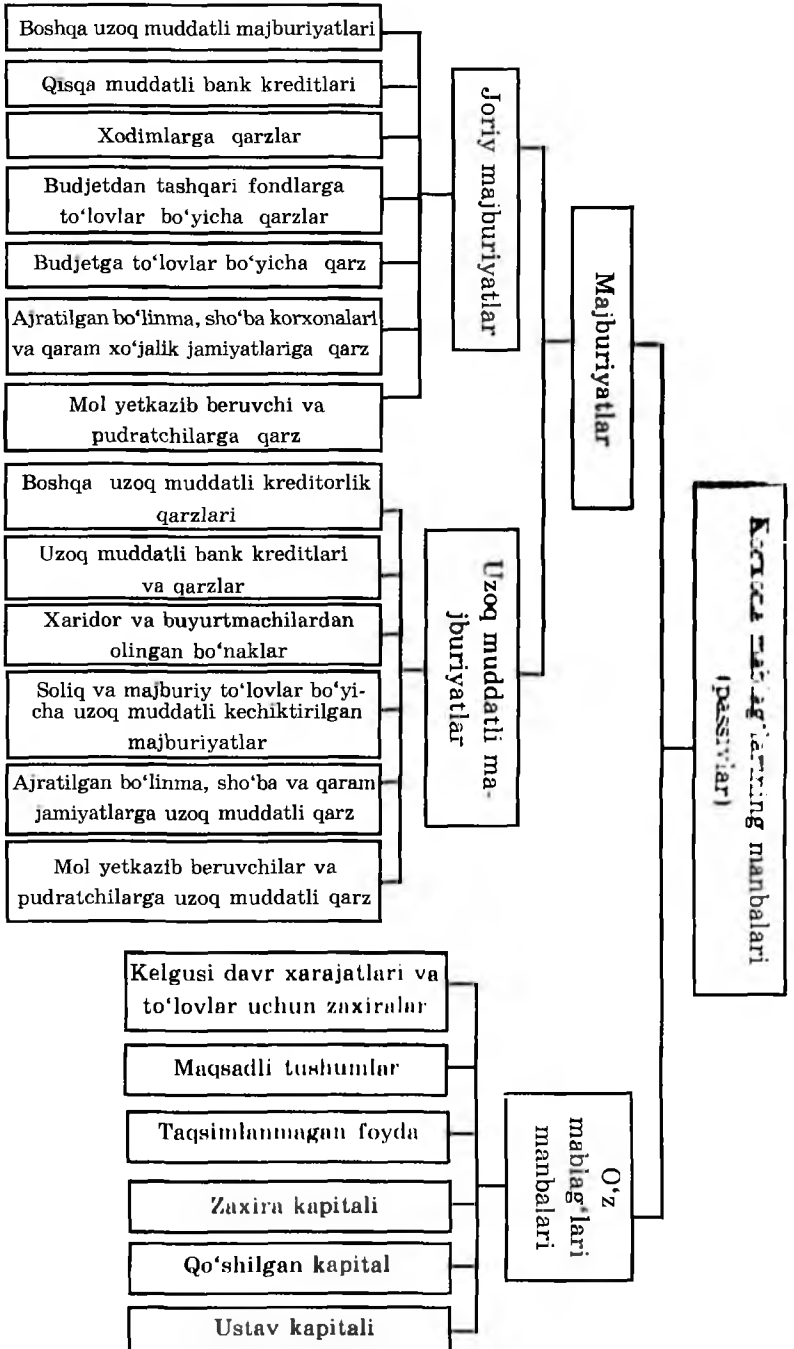 mablag‘larining manbalari
(passivlar)
Majburiyatlar
Joriy majburiyatlar
Boshqa uzoq muddatli majburiyatlari
Qisqa muddatli bank kreditlari
Xodimlarga qarzlar
Budjetdan tashqari fondlarga
to‘lovlar bo‘yicha qarzlar
Budjetga to‘lovlar bo‘yicha qarz
Ajratilgan bo‘linma, sho‘ba korxonalari
va qaram xo‘jalik jamiyatlariga qarz
Mol yetkazib beruvchi va
pudratchilarga qarz
Uzoq muddatli ma-
jburiyatlar
Boshqa uzoq muddatli kreditorlik
qarzlari
Uzoq muddatli bank kreditlari
va qarzlar
Xaridor va buyurtmachilardan
olingan bo‘naklar
Soliq va majburiy to‘lovlar bo‘yi-
cha uzoq muddatli kechiktirilgan
majburiyatlar
Ajratilgan bo‘linma, sho‘ba va qaram
jamiyatlarga uzoq muddatli qarz
Mol yetkazib beruvchilar va
pudratchilarga uzoq muddatli qarz
O‘z
mablag‘lari
manbalari
Kelgusi davr xarajatlari va
to‘lovlar uchun zaxiralar
Maqsadli tushumlar
Taqsimlanmagan foyda
Zaxira kapitali
Qo‘shilgan kapital
Ustav kapitali